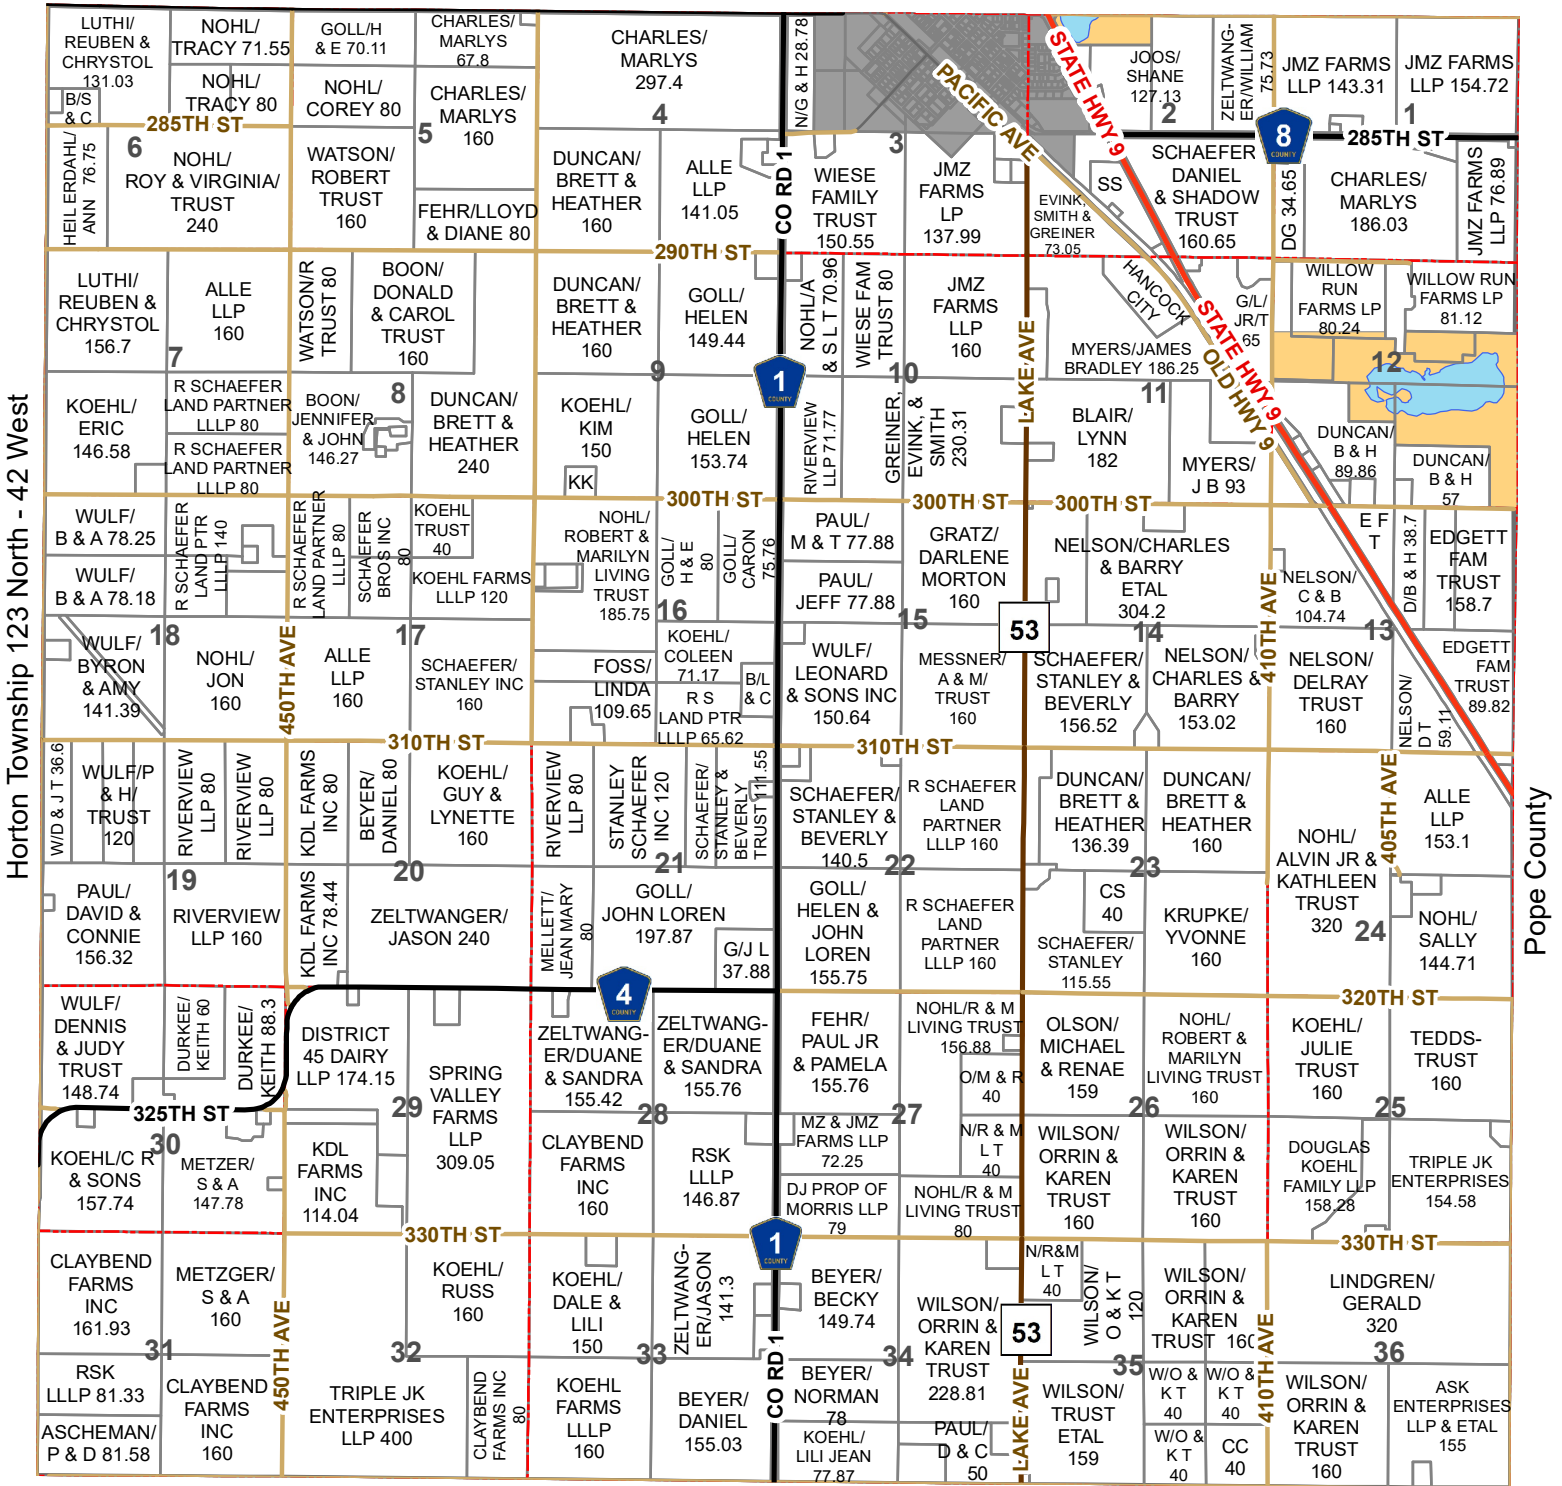 LUTHI/
REUBEN &
CHRYSTOL
131.03
NOHL/
TRACY 71.55
GOLL/H
& E 70.11
CHARLES/
MARLYS
67.8
CHARLES/
MARLYS
297.4
4
N/G & H 28.78
PACIFIC AVE
STATE HWY 9
JOOS/
SHANE
127.13
2
ZELTWANG-
ER/WILLIAM
75.73
JMZ FARMS
LLP 143.31
JMZ FARMS
LLP 154.72
1
B/S
& C
NOHL/
TRACY 80
NOHL/
COREY 80
CHARLES/
MARLYS
160
285TH ST
5
6
3
8
COUNTY
285TH ST
HEIL ERDAHL/
ANN 76.75
NOHL/
ROY & VIRGINIA/
TRUST
240
WATSON/
ROBERT
TRUST
160
FEHR/LLOYD
& DIANE 80
DUNCAN/
BRETT &
HEATHER
160
ALLE
LLP
141.05
CO RD 1
WIESE
FAMILY
TRUST
150.55
JMZ
FARMS
LP
137.99
EVINK,
SMITH &
GREINER
73.05
SS
SCHAEFER
DANIEL
& SHADOW
TRUST
160.65
DG 34.65
CHARLES/
MARLYS
186.03
JMZ FARMS
LLP 76.89
290TH ST
LUTHI/
REUBEN &
CHRYSTOL
156.7
ALLE
LLP
160
WATSON/R
TRUST 80
BOON/
DONALD
& CAROL
TRUST
160
DUNCAN/
BRETT &
HEATHER
160
GOLL/
HELEN
149.44
NOHL/A
& S L T 70.96
WIESE FAM
TRUST 80
JMZ
FARMS
LLP
160
LAKE AVE
HANCOCK
CITY
G/L/
JR/T
65
MYERS/JAMES
BRADLEY 186.25
STATE HWY 9
OLD HWY 9
WILLOW
RUN
FARMS LP
80.24
WILLOW RUN
FARMS LP
81.12
7
8
9
1
COUNTY
10
11
12
KOEHL/
ERIC
146.58
R SCHAEFER
LAND PARTNER
LLLP 80
R SCHAEFER
LAND PARTNER
LLLP 80
BOON/
JENNIFER
& JOHN
146.27
DUNCAN/
BRETT &
HEATHER
240
KOEHL/
KIM
150
KK
GOLL/
HELEN
153.74
RIVERVIEW
LLP 71.77
GREINER,
EVINK, &
SMITH
230.31
BLAIR/
LYNN
182
MYERS/
J B 93
DUNCAN/
B & H
89.86
DUNCAN/
B & H
57
300TH ST
300TH ST
300TH ST
WULF/
B & A 78.25
WULF/
B & A 78.18
R SCHAEFER
LAND PTR
LLLP 140
R SCHAEFER
LAND PARTNER
LLLP 80
SCHAEFER
BROS INC
80
KOEHL
TRUST
40
KOEHL FARMS
LLLP 120
NOHL/
ROBERT &
MARILYN
LIVING
TRUST
185.75
GOLL/
H & E
80
GOLL/
CARON
75.76
PAUL/
M & T 77.88
PAUL/
JEFF 77.88
GRATZ/
DARLENE
MORTON
160
NELSON/CHARLES
& BARRY
ETAL
304.2
410TH AVE
NELSON/
C & B
104.74
E F
T
D/B & H 38.7
EDGETT
FAM
TRUST
158.7
18
17
16
15
53
14
13
WULF/
BYRON
& AMY
141.39
NOHL/
JON
160
450TH AVE
ALLE
LLP
160
SCHAEFER/
STANLEY INC
160
FOSS/
LINDA
109.65
KOEHL/
COLEEN
71.17
R S
LAND PTR
LLLP 65.62
B/L
& C
WULF/
LEONARD
& SONS INC
150.64
MESSNER/
A & M/
TRUST
160
SCHAEFER/
STANLEY &
BEVERLY
156.52
NELSON/
CHARLES &
BARRY
153.02
NELSON/
DELRAY
TRUST
160
NELSON/
D T
59.11
EDGETT
FAM
TRUST
89.82
310TH ST
310TH ST
WD & J T 36.6
WULF/P
& H/
TRUST
120
RIVERVIEW
LLP 80
RIVERVIEW
LLP 80
KDL FARMS
INC 80
BEYER/
DANIEL 80
KOEHL/
GUY &
LYNETTE
160
RIVERVIEW
LLP 80
STANLEY
SCHAEFER
INC 120
SCHAEFER/
STANLEY &
BEVERLY
TRUST 111.55
SCHAEFER/
STANLEY &
BEVERLY
140.5
R SCHAEFER
LAND
PARTNER
LLLP 160
DUNCAN/
BRETT &
HEATHER
136.39
DUNCAN/
BRETT &
HEATHER
160
NOHL/
ALVIN JR &
KATHLEEN
TRUST
320
405TH AVE
ALLE
LLP
153.1
Horton Township 123 North - 42 West
Pope County
19
20
21
22
23
24
PAUL/
DAVID &
CONNIE
156.32
RIVERVIEW
LLP 160
KDL FARMS
INC 78.44
ZELTWANGER/
JASON 240
MELLETT/
JEAN MARY
80
GOLL/
JOHN LOREN
197.87
G/J L
37.88
GOLL/
HELEN &
JOHN
LOREN
155.75
R SCHAEFER
LAND
PARTNER
LLLP 160
CS
40
SCHAEFER/
STANLEY
115.55
KRUPKE/
YVONNE
160
NOHL/
SALLY
144.71
4
COUNTY
320TH ST
WULF/
DENNIS
& JUDY
TRUST
148.74
DURKEE/
KEITH 60
DURKEE/
KEITH 88.3
DISTRICT
45 DAIRY
LLP 174.15
SPRING
VALLEY
FARMS
LLP
309.05
ZELTWANG-
ER/DUANE
& SANDRA
155.42
ZELTWANG-
ER/DUANE
& SANDRA
155.76
FEHR/
PAUL JR
& PAMELA
155.76
NOHL/R & M
LIVING TRUST
156.88
O/M & R
40
OLSON/
MICHAEL
& RENAE
159
NOHL/
ROBERT &
MARILYN
LIVING TRUST
160
KOEHL/
JULIE
TRUST
160
TEDDS-
TRUST
160
325TH ST
30
29
28
27
26
25
KOEHL/C R
& SONS
157.74
METZER/
S & A
147.78
KDL
FARMS
INC
114.04
CLAYBEND
FARMS
INC
160
RSK
LLLP
146.87
MZ & JMZ
FARMS LLP
72.25
DJ PROP OF
MORRIS LLP
79
N/R & M
L T
40
NOHL/R & M
LIVING TRUST
80
WILSON/
ORRIN &
KAREN
TRUST
160
WILSON/
ORRIN &
KAREN
TRUST
160
DOUGLAS
KOEHL
FAMILY LLP
158.28
TRIPLE JK
ENTERPRISES
154.58
330TH ST
1
COUNTY
330TH ST
CLAYBEND
FARMS
INC
161.93
METZGER/
S & A
160
450TH AVE
KOEHL/
RUSS
160
KOEHL/
DALE &
LILI
150
ZELTWANG-
ER/JASON
141.3
BEYER/
BECKY
149.74
WILSON/
ORRIN &
KAREN
TRUST
228.81
N/R&M
L T
40
53
WILSON/
O & K T
120
WILSON/
ORRIN &
KAREN
TRUST 160
410TH AVE
LINDGREN/
GERALD
320
31
32
33
34
35
36
RSK
LLLP 81.33
ASCHEMAN/
P & D 81.58
CLAYBEND
FARMS
INC
160
TRIPLE JK
ENTERPRISES
LLP 400
CLAYBEND
FARMS INC
80
KOEHL
FARMS
LLLP
160
BEYER/
DANIEL
155.03
CO RD 1
BEYER/
NORMAN
78
KOEHL/
LILI JEAN
77.87
PAUL/
D & C
50
LAKE AVE
WILSON/
TRUST
ETAL
159
W/O &
K T
40
W/O &
K T
40
W/O &
K T
40
CC
40
WILSON/
ORRIN &
KAREN
TRUST
160
ASK
ENTERPRISES
LLP & ETAL
155